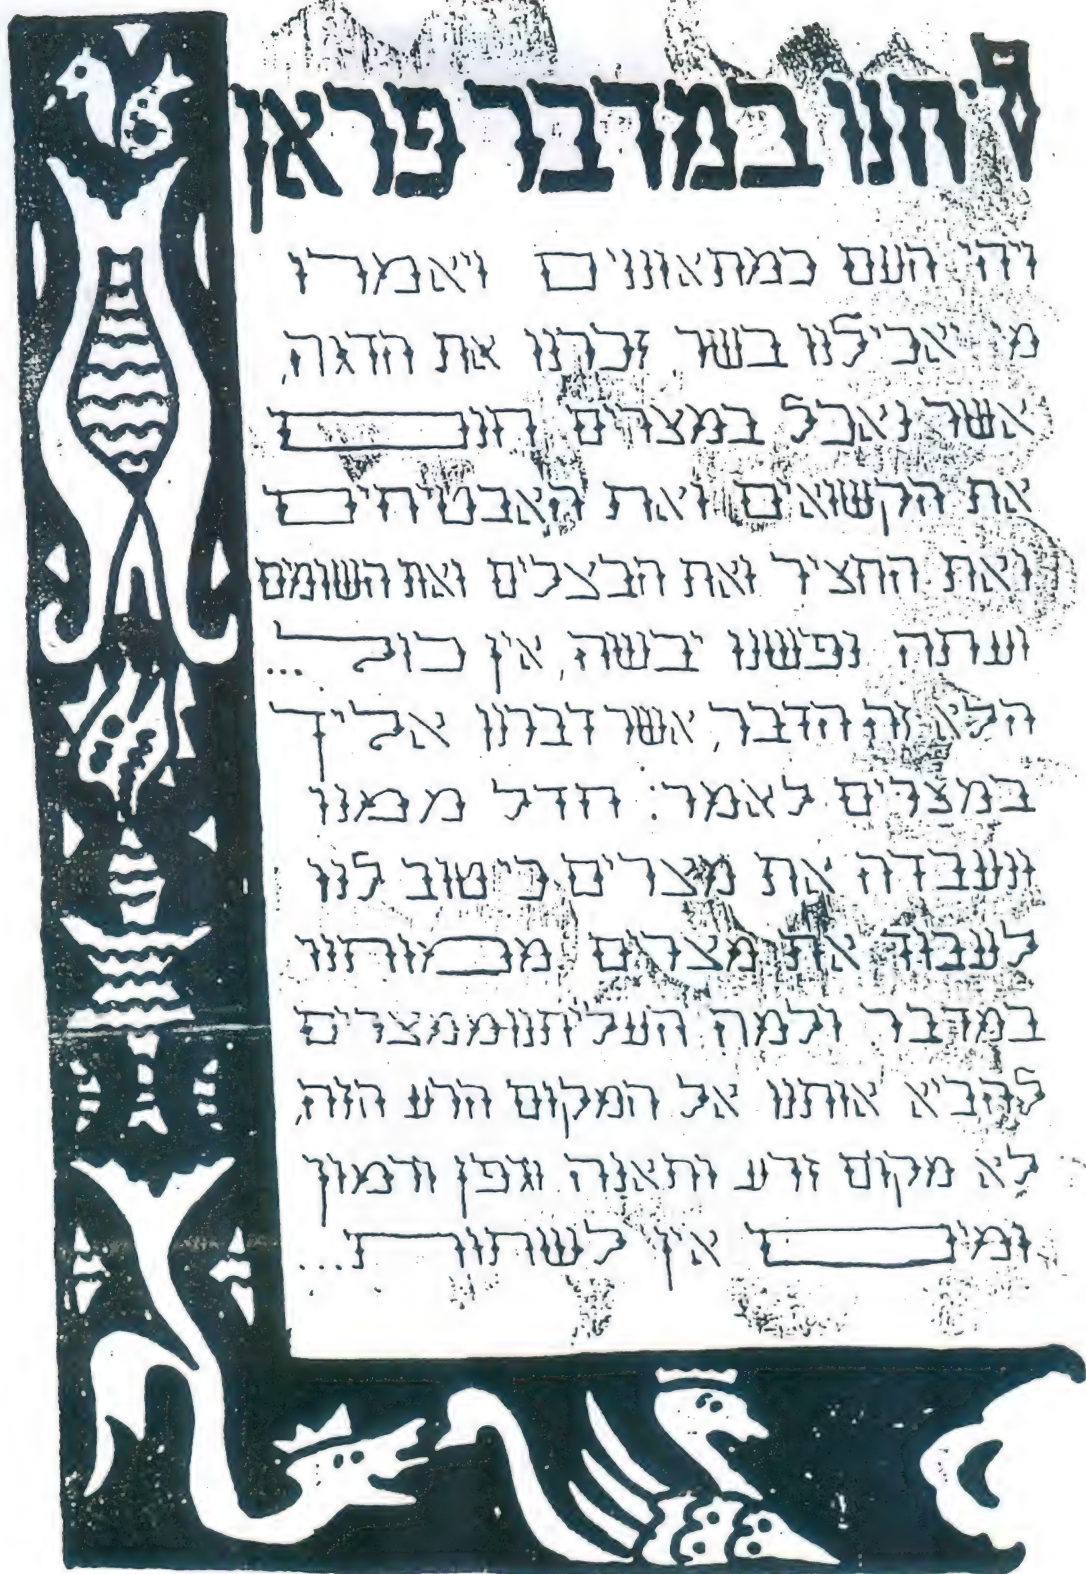 ויחנו במדבר פראן
ויהי העם כמתאוננים ויאמרו
מי יאכילנו בשר זכרנו את הדגה,
אשר נאכל במצרים חנם
את הקשואים ואת האבטיחים
ואת החציר ואת הבצלים ואת השומים
ועתה נפשנו יבשה, אין כול...
הלא זה הדבר, אשר דברנו אליך
במצרים לאמר: חדל ממנו
ונעבדה את מצרים כי טוב לנו
לעבוד את מצרים ממותנו
במדבר ולמה העליתנו ממצרים
להביא אותנו אל המקום הרע הזה,
לא מקום זרע ותאנה וגפן ורמון
ומים אין לשתות...